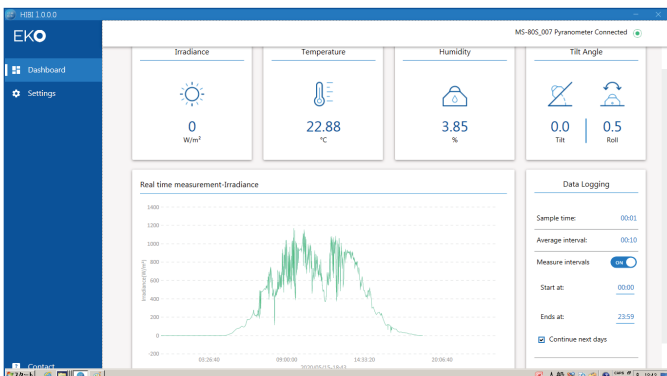 HIBI 1.0.0.0
EKO
MS-80S_007 Pyranometer Connected
Dashboard
Settings
Irradiance
Temperature
Humidity
Tilt Angle
0
W/m²
22.88
°C
3.85
%
0.0
Tilt
0.5
Roll
Real time measurement-Irradiance
1400
1200
1000
800
600
400
200
0
-200
Irradiance(W/m²)
03:26:40
09:00:00
14:33:20
20:06:40
Data Logging
Sample time: 00:01
Average interval: 00:10
Measure intervals ON
Start at: 00:00
Ends at: 23:59
Continue next days
Contact
CAPS